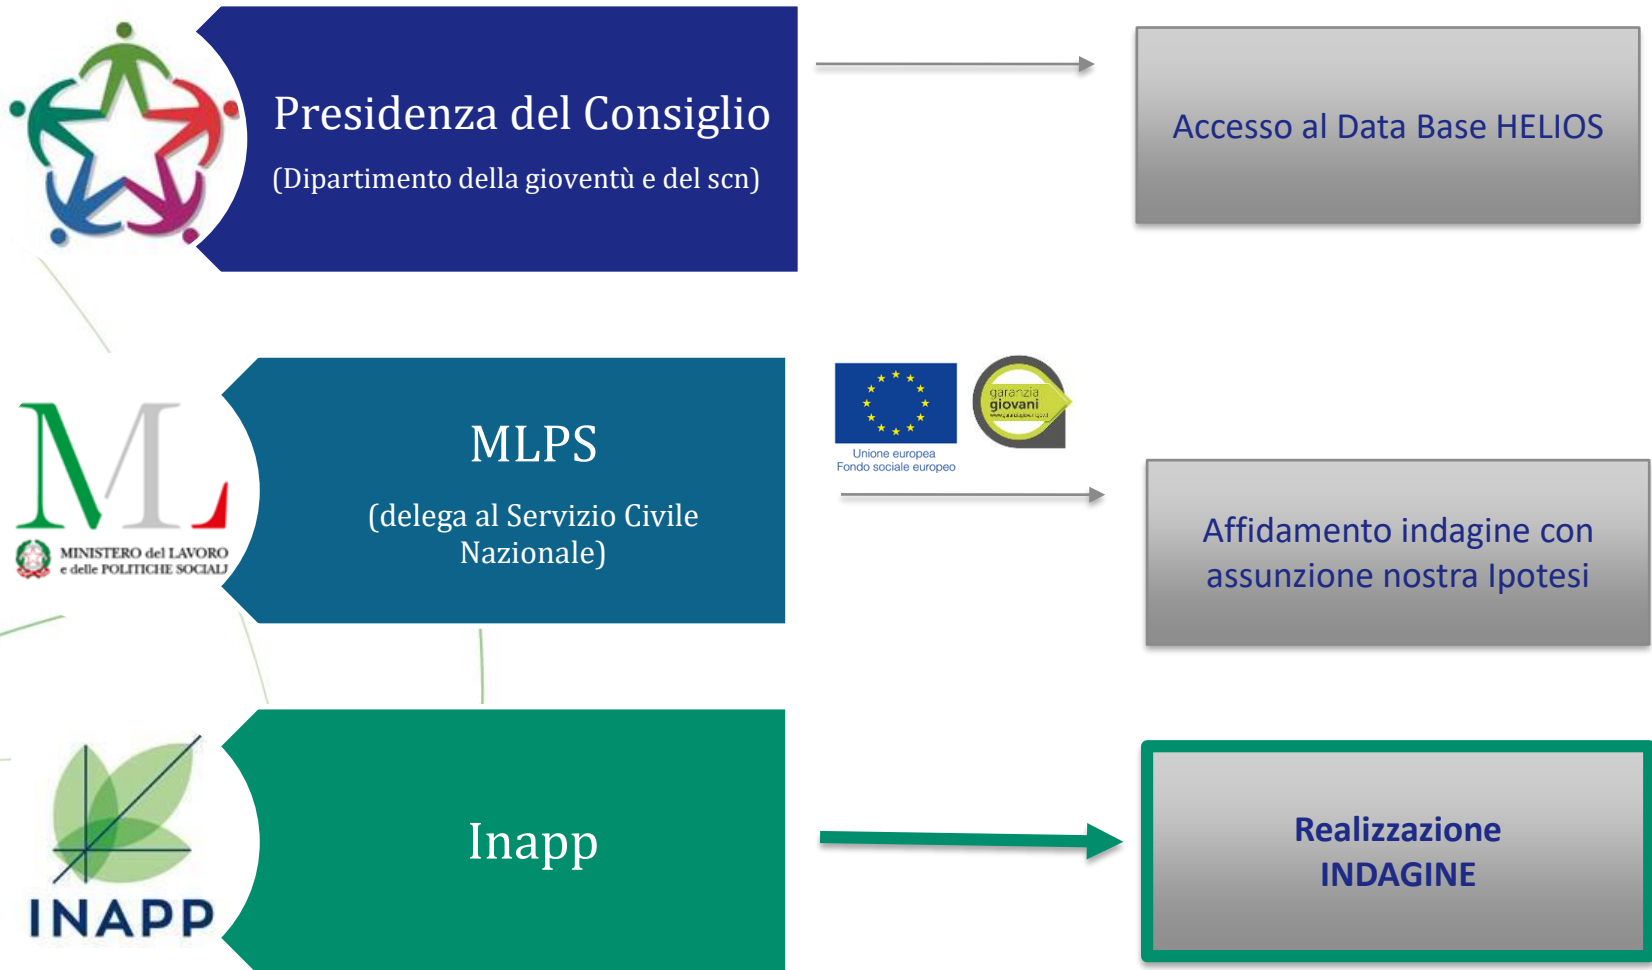 Presidenza del Consiglio
(Dipartimento della gioventù e del scn)
Accesso al Data Base HELIOS
MINISTERO del LAVORO
e delle POLITICHE SOCIALI
MLPS
(delega al Servizio Civile
Nazionale)
Unione europea
Fondo sociale europeo
garanzia
giovani
Affidamento indagine con
assunzione nostra Ipotesi
INAPP
Inapp
Realizzazione
INDAGINE